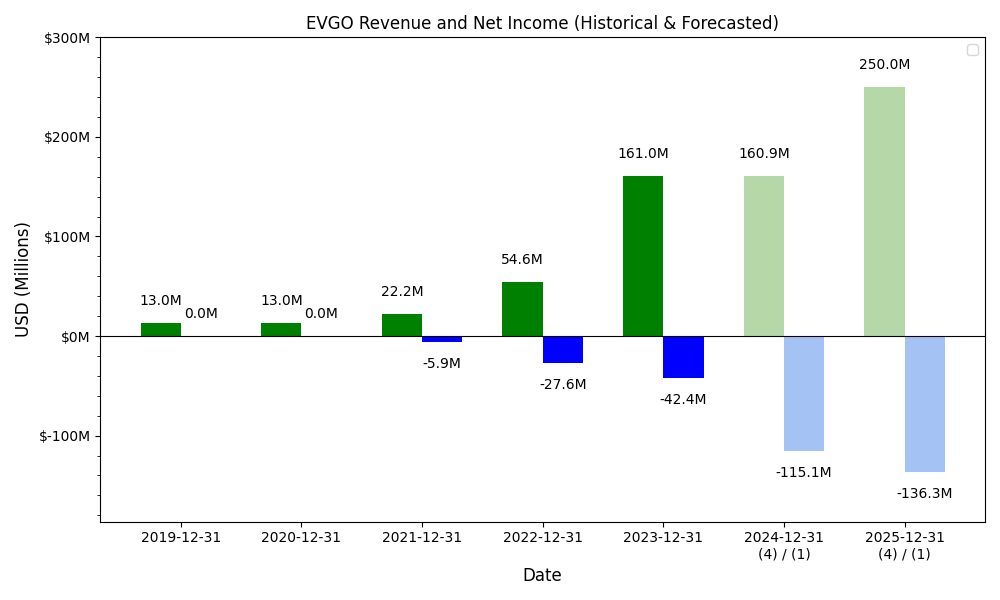 EVGO Revenue and Net Income (Historical & Forecasted)
$300M
$200M
$100M
$0M
$-100M
USD (Millions)
13.0M
0.0M
13.0M
0.0M
22.2M
-5.9M
54.6M
-27.6M
161.0M
-42.4M
160.9M
-115.1M
250.0M
-136.3M
2019-12-31
2020-12-31
2021-12-31
2022-12-31
2023-12-31
2024-12-31
(4) / (1)
2025-12-31
(4) / (1)
Date